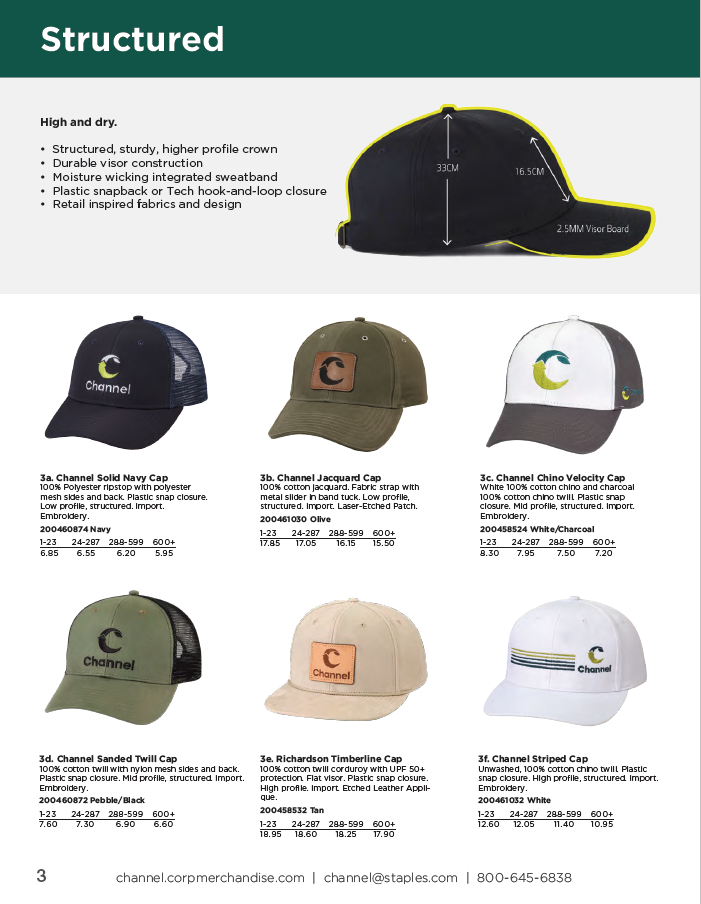 Structured
High and dry.
• Structured, sturdy, higher profile crown
• Durable visor construction
• Moisture wicking integrated sweatband
• Plastic snapback or Tech hook-and-loop closure
• Retail inspired fabrics and design
33CM
16.5CM
2.5MM Visor Board
Channel
3a. Channel Solid Navy Cap
100% Polyester ripstop with polyester
mesh sides and back. Plastic snap closure.
Low profile, structured. Import.
Embroidery.
200460874 Navy
1-23 24-287 288-599 600+
6.85 6.55 6.20 5.95
3b. Channel Jacquard Cap
100% cotton jacquard. Fabric strap with
metal slider in band tuck. Low profile,
structured. Import. Laser-Etched Patch.
200461030 Olive
1-23 24-287 288-599 600+
17.85 17.05 16.15 15.50
3c. Channel Chino Velocity Cap
White 100% cotton chino and charcoal
100% cotton chino twill. Plastic snap
closure. Mid profile, structured. Import.
Embroidery.
200458524 White/Charcoal
1-23 24-287 288-599 600+
8.30 7.95 7.50 7.20
Channel
Channel
Channel
3d. Channel Sanded Twill Cap
100% cotton twill with nylon mesh sides and back.
Plastic snap closure. Mid profile, structured. Import.
Embroidery.
200460872 Pebble/Black
1-23 24-287 288-599 600+
7.60 7.30 6.90 6.60
3e. Richardson Timberline Cap
100% cotton twill corduroy with UPF 50+
protection. Flat visor. Plastic snap closure.
High profile. Import. Etched Leather Appli-
que.
200458532 Tan
1-23 24-287 288-599 600+
18.95 18.60 18.25 17.90
3f. Channel Striped Cap
Unwashed, 100% cotton chino twill. Plastic
snap closure. High profile, structured. Import.
Embroidery.
200461032 White
1-23 24-287 288-599 600+
12.60 12.05 11.40 10.95
3
channel.corpmerchandise.com | channel@staples.com | 800-645-6838